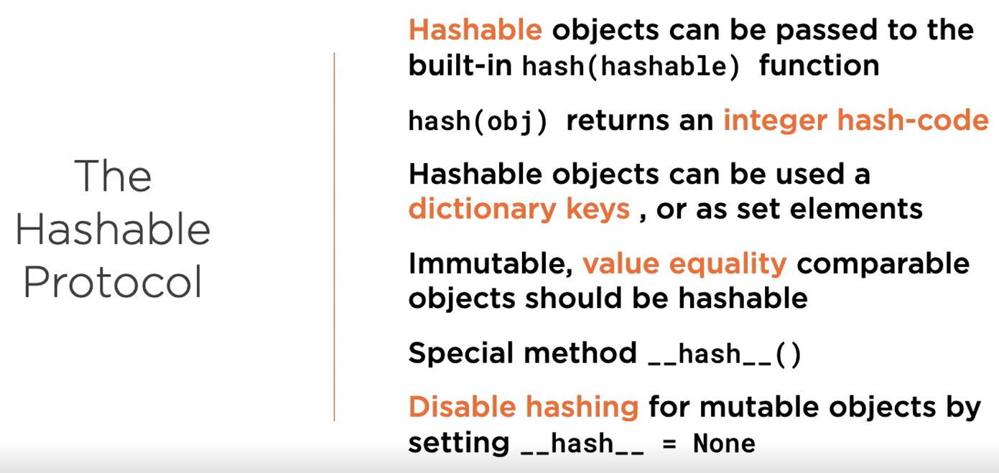 The
Hashable
Protocol
Hashable objects can be passed to the
built-in hash(hashable) function
hash(obj) returns an integer hash-code
Hashable objects can be used a
dictionary keys , or as set elements
Immutable, value equality comparable
objects should be hashable
Special method __hash__()
Disable hashing for mutable objects by
setting __hash__ = None